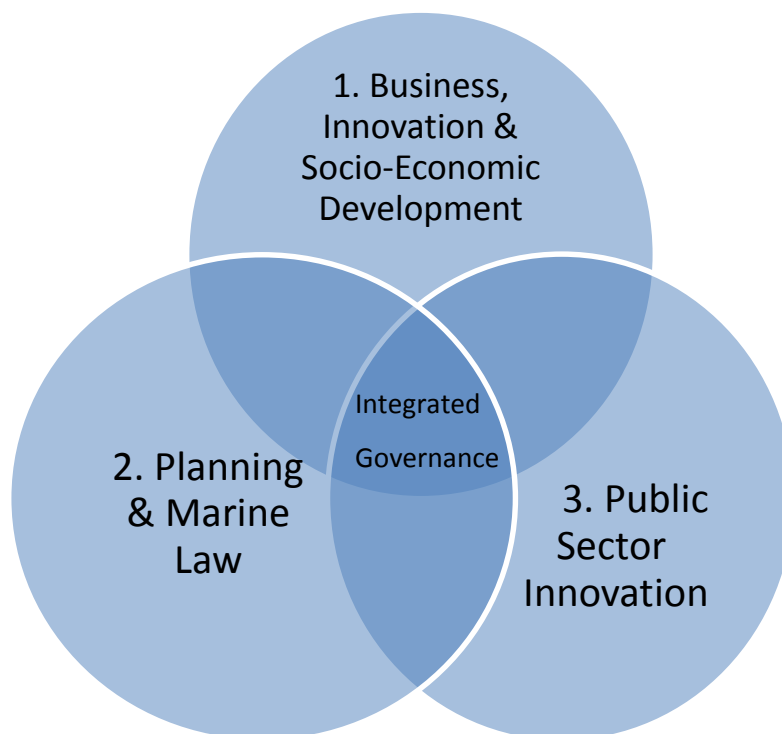 1. Business,
Innovation &
Socio-Economic
Development
Integrated
Governance
2. Planning
& Marine
Law
3. Public
Sector
Innovation